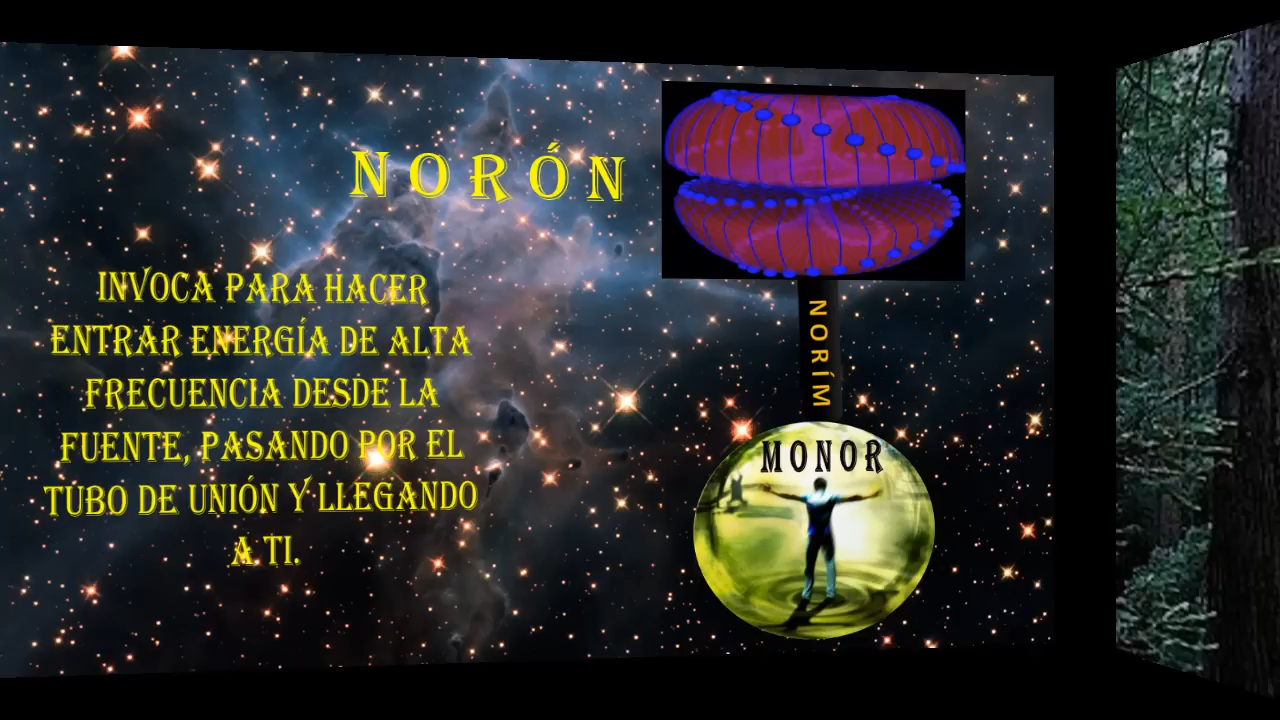 NORÓN
INVOCA PARA HACER
ENTRAR ENERGÍA DE ALTA
FRECUENCIA DESDE LA
FUENTE, PASANDO POR EL
TUBO DE UNIÓN Y LLEGANDO
A TI.
NORÍM
MONOR